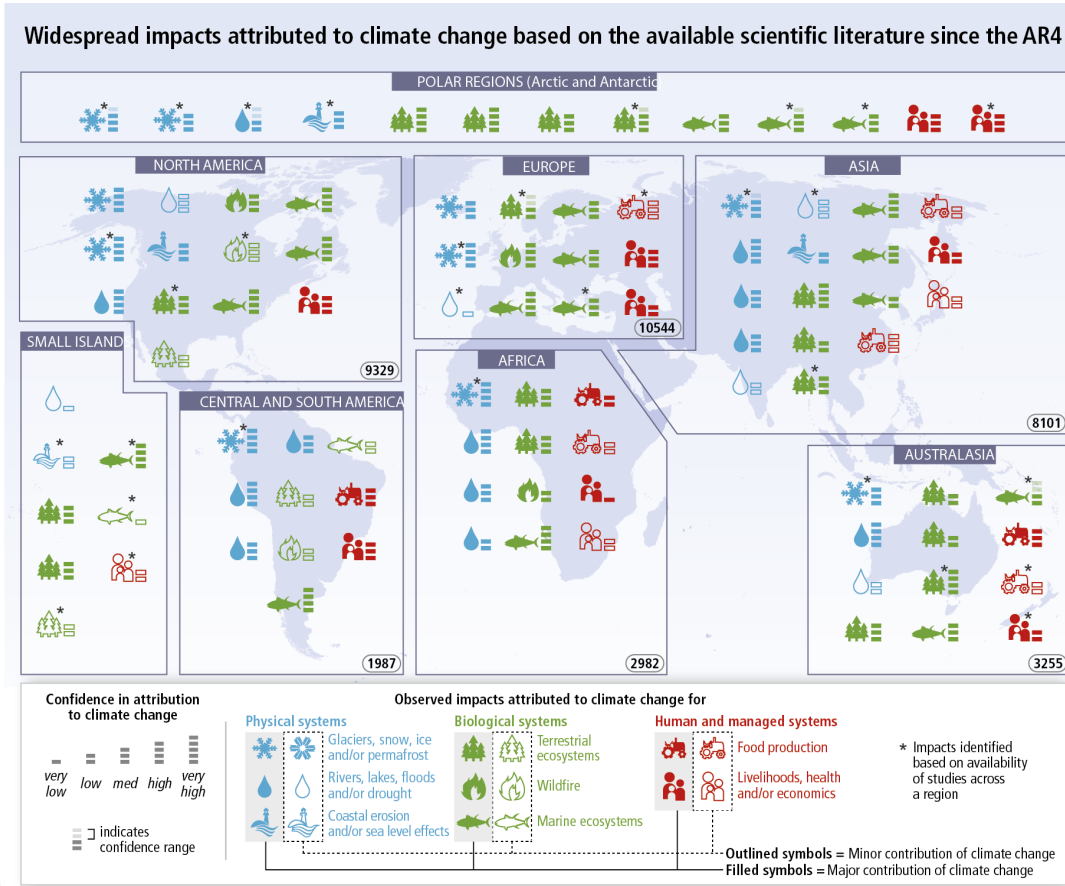 Widespread impacts attributed to climate change based on the available scientific literature since the AR4
POLAR REGIONS (Arctic and Antarctic
NORTH AMERICA
EUROPE
ASIA
10544
SMALL ISLAND
9329
AFRICA
CENTRAL AND SOUTH AMERICA
8101
AUSTRALASIA
1987
2982
3255
Confidence in attribution
to climate change
very
low
low
med
high
very
high
indicates
confidence range
Observed impacts attributed to climate change for
Physical systems
Glaciers, snow, ice
and/or permafrost
Rivers, lakes, floods
and/or drought
Coastal erosion
and/or sea level effects
Biological systems
Terrestrial
ecosystems
Wildfire
Marine ecosystems
Human and managed systems
Food production
Livelihoods, health
and/or economics
* Impacts identified
based on availability
of studies across
a region
Outlined symbols = Minor contribution of climate change
Filled symbols = Major contribution of climate change